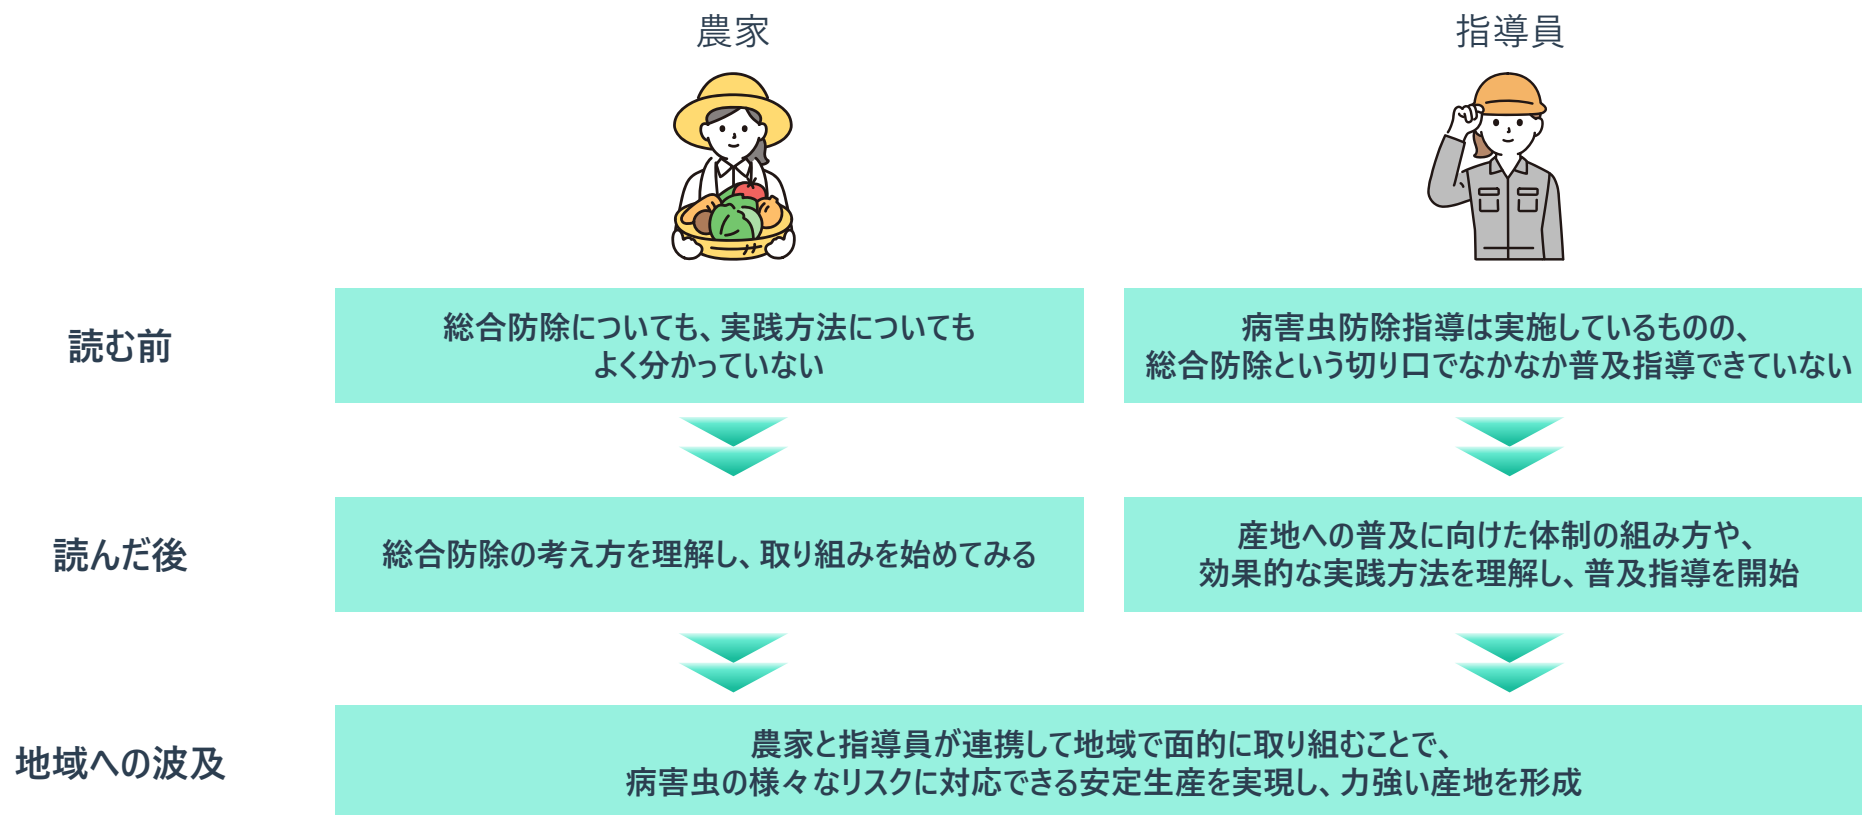 農家
指導員
読む前
総合防除についても、実践方法についても
よく分かっていない
病害虫防除指導は実施しているものの、
総合防除という切り口でなかなか普及指導できていない
読んだ後
総合防除の考え方を理解し、取り組みを始めてみる
産地への普及に向けた体制の組み方や、
効果的な実践方法を理解し、普及指導を開始
地域への波及
農家と指導員が連携して地域で面的に取り組むことで、
病害虫の様々なリスクに対応できる安定生産を実現し、力強い産地を形成